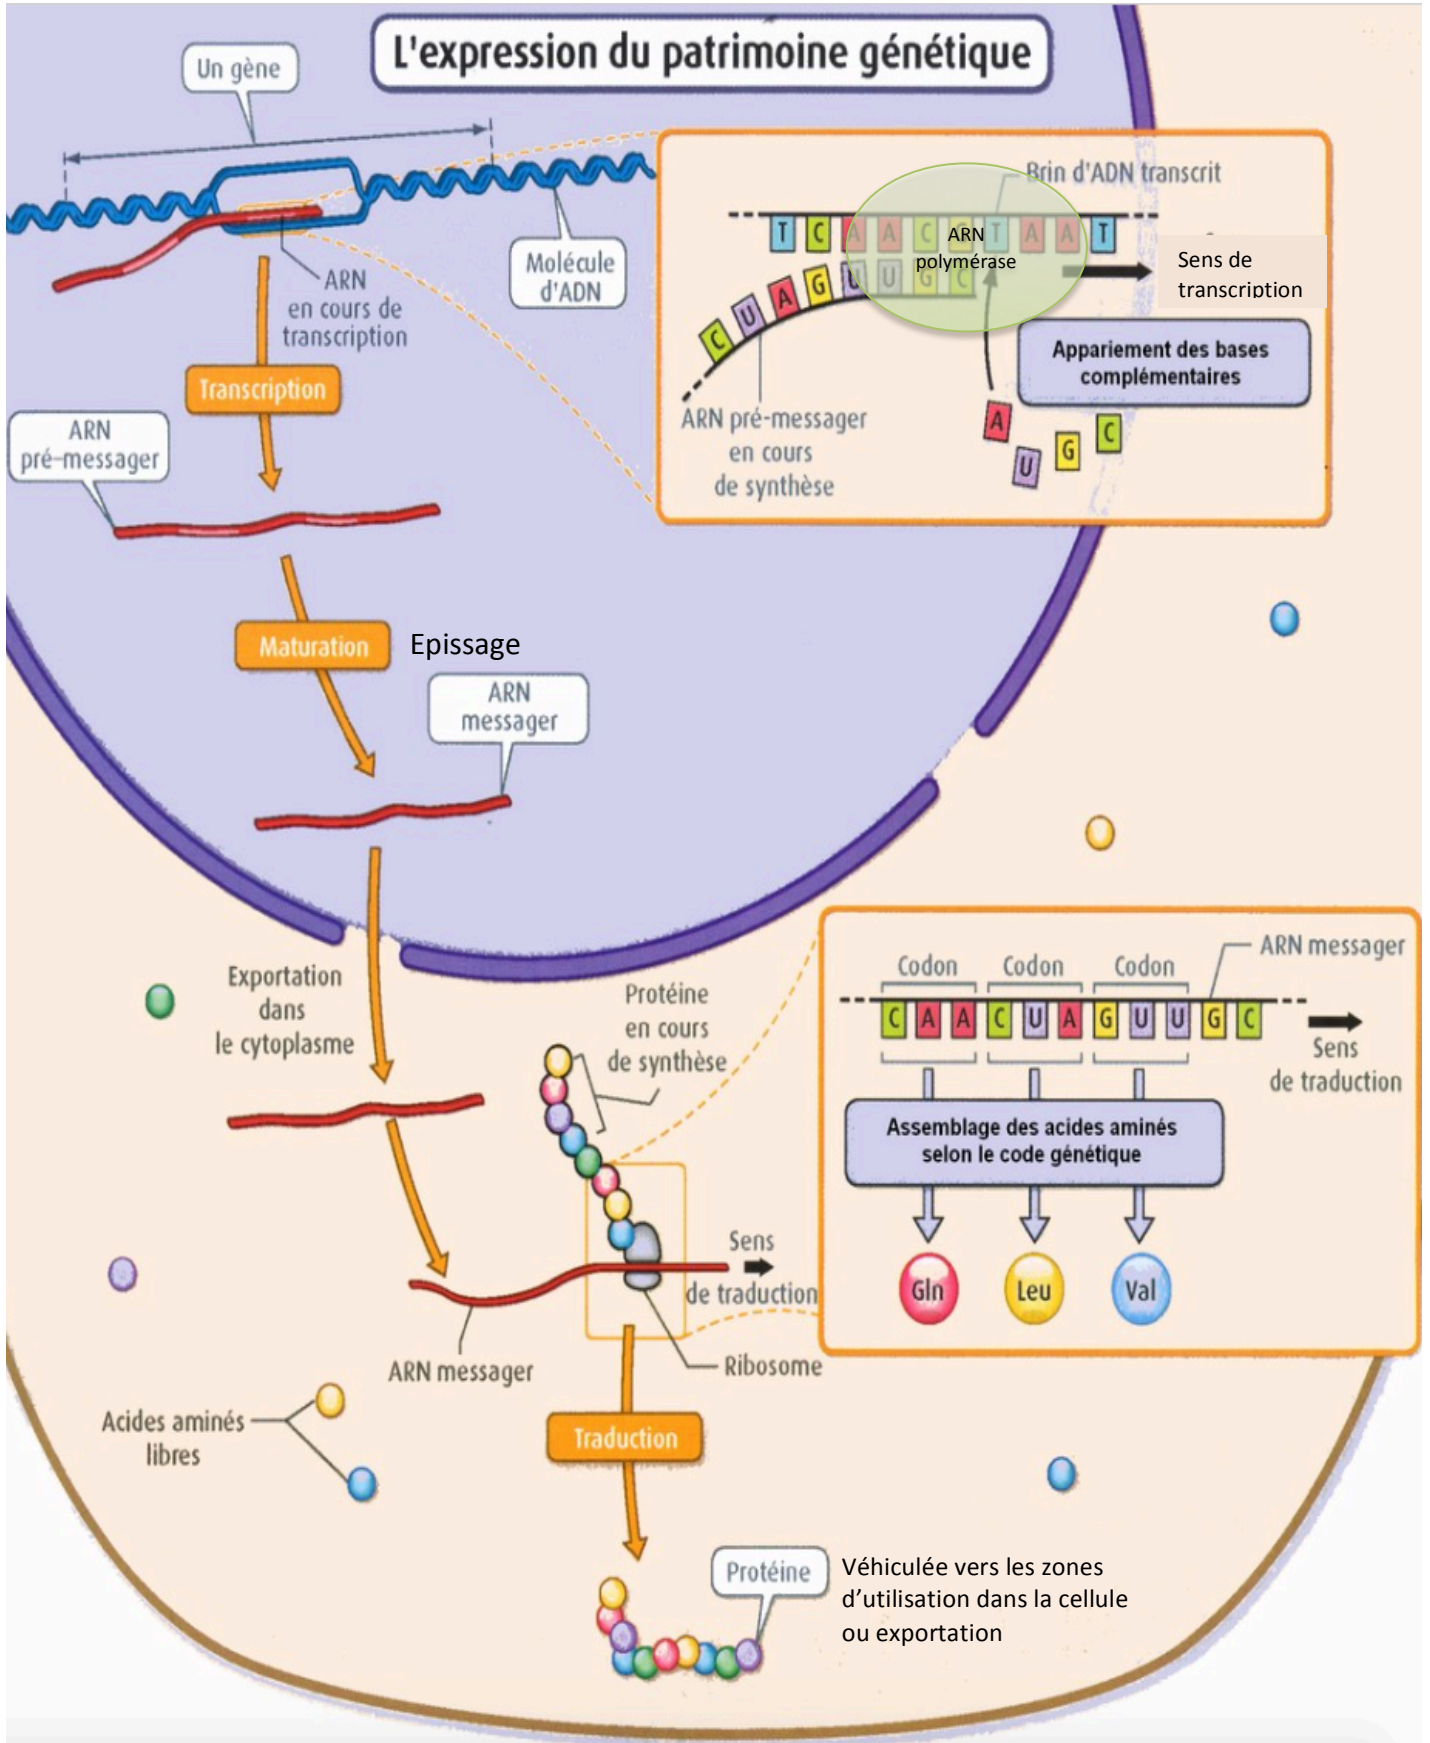 L'expression du patrimoine génétique
Un gène
Molécule
d'ADN
ARN
en cours de
transcription
Transcription
ARN
pré-messager
Brin d'ADN transcrit
T C A A C G T A A T
ARN
polymérase
C U A G U U G C
Sens de
transcription
Appariement des bases
complémentaires
ARN pré-messager
en cours
de synthèse
A U G C
Maturation
Epissage
ARN
messager
Exportation
dans
le cytoplasme
Protéine
en cours
de synthèse
ARN messager
Codon Codon Codon
C A A C U A G U U G C
Sens
de traduction
Assemblage des acides aminés
selon le code génétique
Gln Leu Val
Sens
de traduction
ARN messager
Ribosome
Acides aminés
libres
Traduction
Protéine
Véhiculée vers les zones
d’utilisation dans la cellule
ou exportation